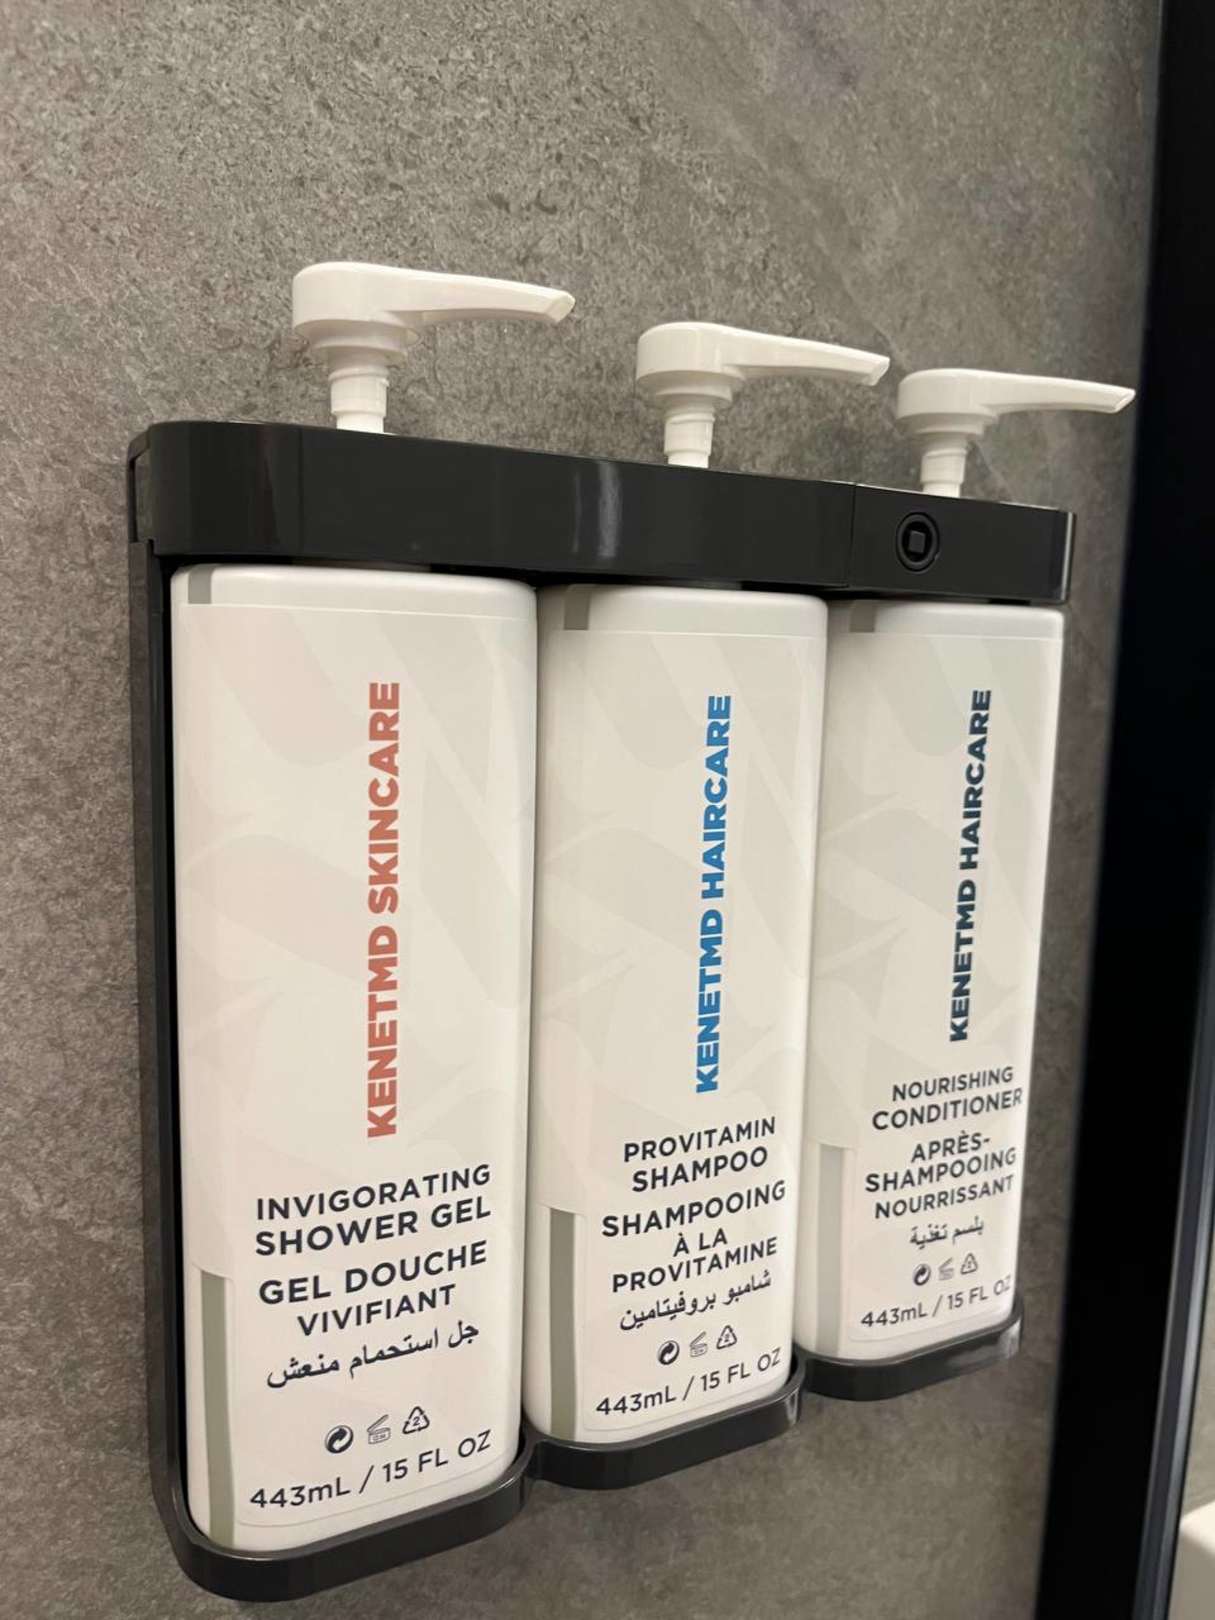 KENETMD SKINCARE
INVIGORATING
SHOWER GEL
GEL DOUCHE
VIVIFIANT
جل استحمام منعش
443mL / 15 FL OZ
KENETMD HAIRCARE
PROVITAMIN
SHAMPOO
SHAMPOOING
À LA
PROVITAMINE
شامبو بروفيتامين
443mL / 15 FL OZ
KENETMD HAIRCARE
NOURISHING
CONDITIONER
APRÈS-
SHAMPOOING
NOURRISSANT
بلسم تغذية
443mL / 15 FL OZ